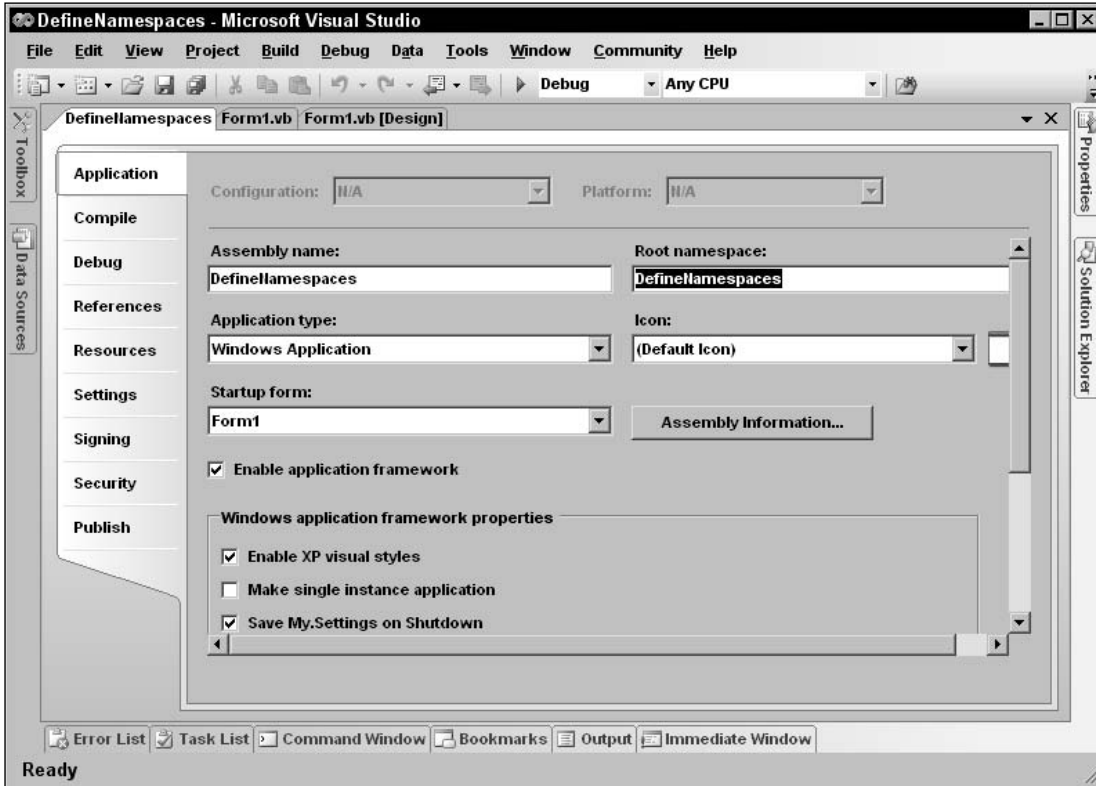 DefineNamespaces - Microsoft Visual Studio
File Edit View Project Build Debug Data Tools Window Community Help
Debug Any CPU
DefineNamespaces Form1.vb Form1.vb [Design]
Toolbox
Data Sources
Properties
Solution Explorer
Application
Compile
Debug
References
Resources
Settings
Signing
Security
Publish
Configuration: N/A Platform: N/A
Assembly name: Root namespace:
DefineNamespaces DefineNamespaces
Application type: Icon:
Windows Application (Default Icon)
Startup form:
Form1 Assembly Information...
Enable application framework
Windows application framework properties
Enable XP visual styles
Make single instance application
Save My.Settings on Shutdown
Error List Task List Command Window Bookmarks Output Immediate Window
Ready